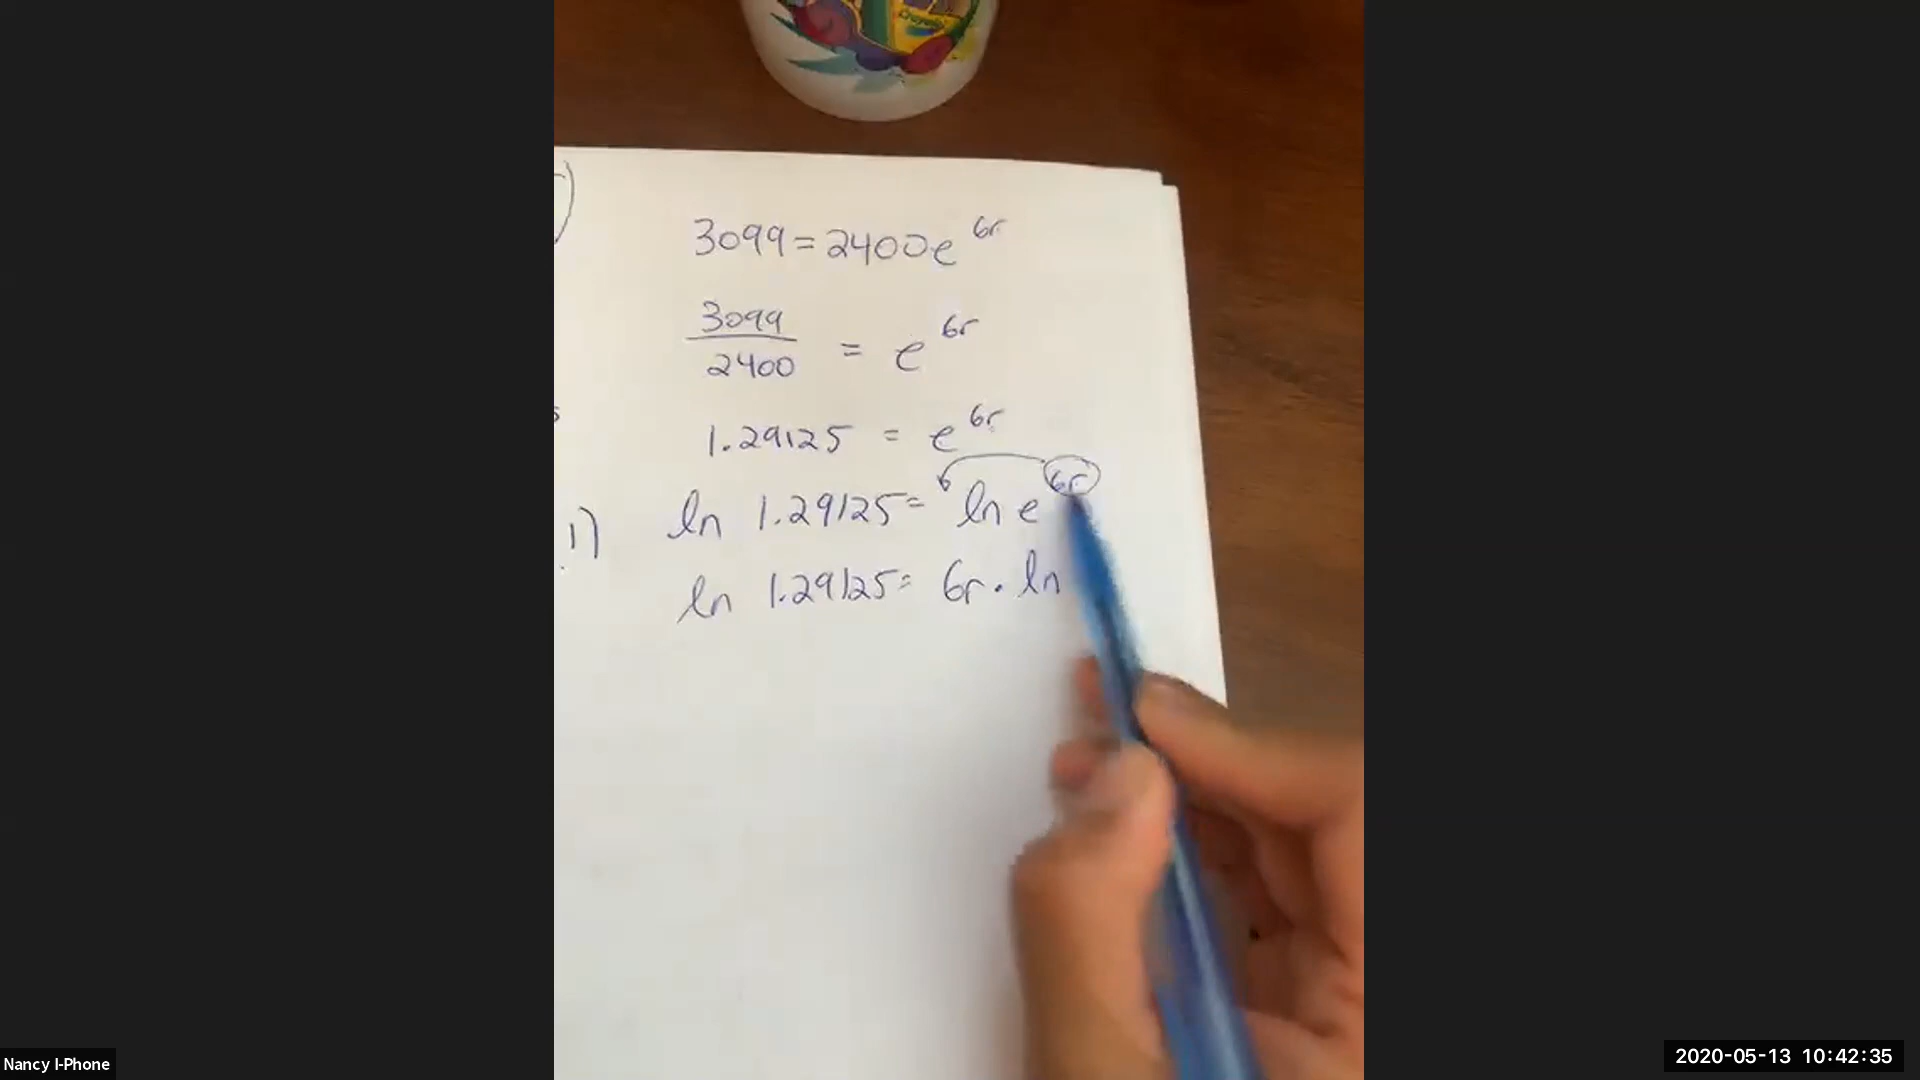 Crayola
3099=2400e^6r
3099
2400
= e^6r
1.29125 = e^6r
ln 1.29125= ln e^6r
1)
ln 1.29125= 6r · ln
Nancy I-Phone
2020-05-13 10:42:35